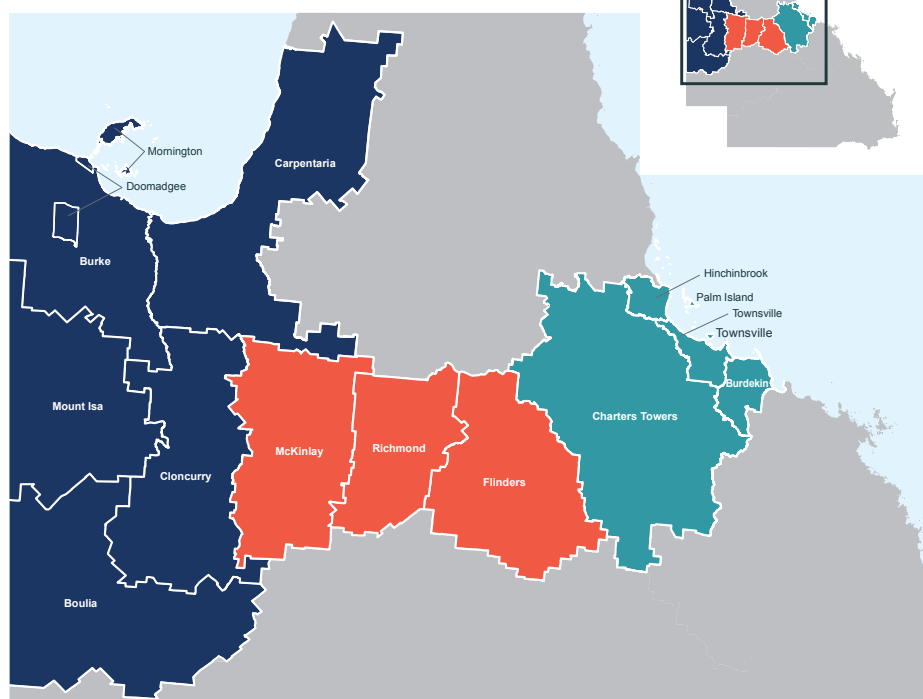 Mornington
Carpentaria
Doomadgee
Burke
Hinchinbrook
Palm Island
Townsville
Townsville
Burdekin
Mount Isa
Charters Towers
McKinlay
Richmond
Cloncurry
Flinders
Boulia